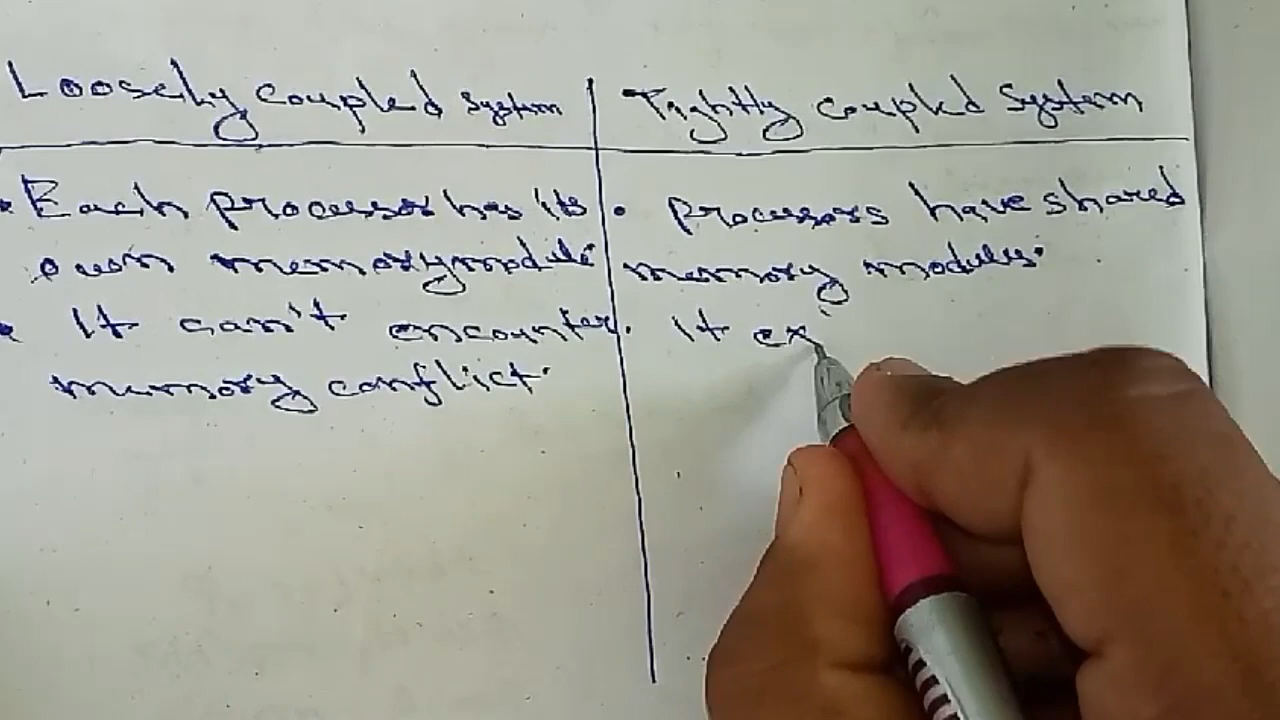 Loosely coupled system
Tightly coupled System
• Each processor has its
own memory module.
• It can't encounter
memory conflict.
• processors have shared
memory modules.
• It ex